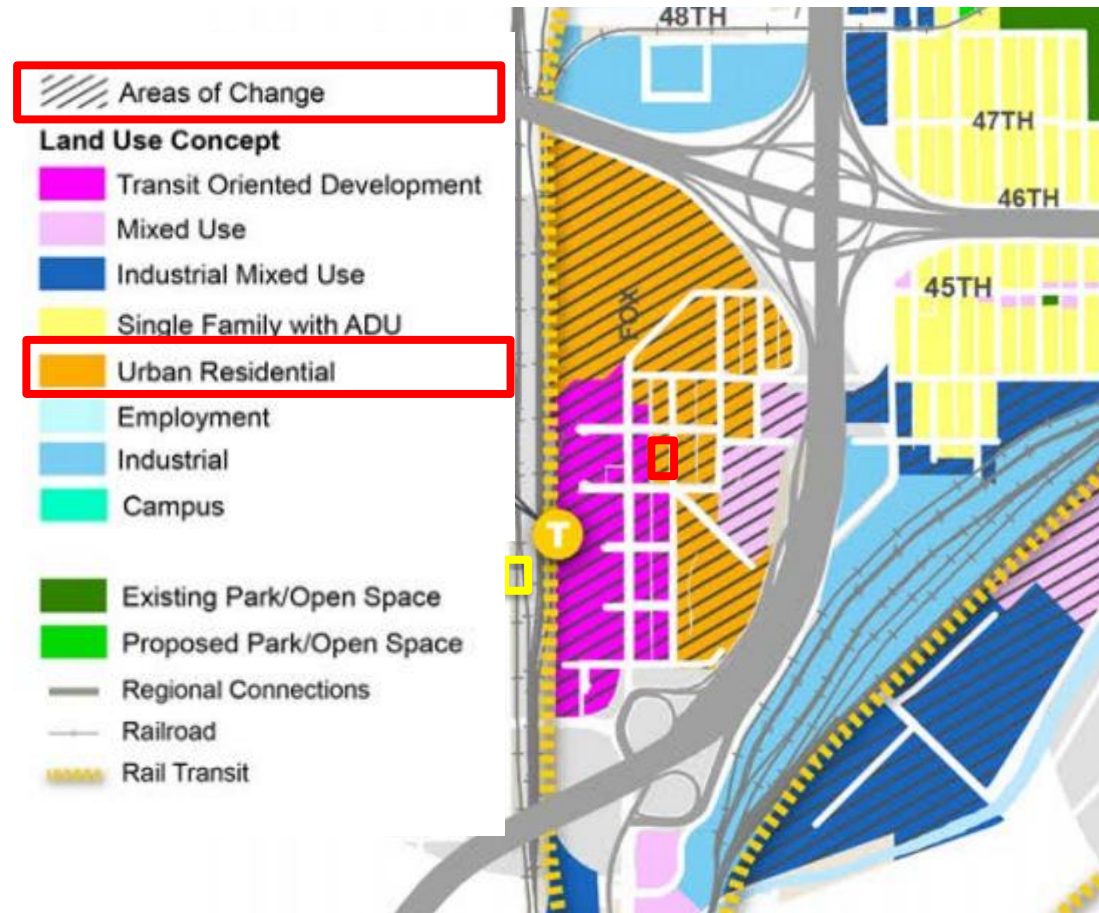 Areas of Change
Land Use Concept
Transit Oriented Development
Mixed Use
Industrial Mixed Use
Single Family with ADU
Urban Residential
Employment
Industrial
Campus
Existing Park/Open Space
Proposed Park/Open Space
Regional Connections
Railroad
Rail Transit
48TH
47TH
46TH
45TH
FOX
T